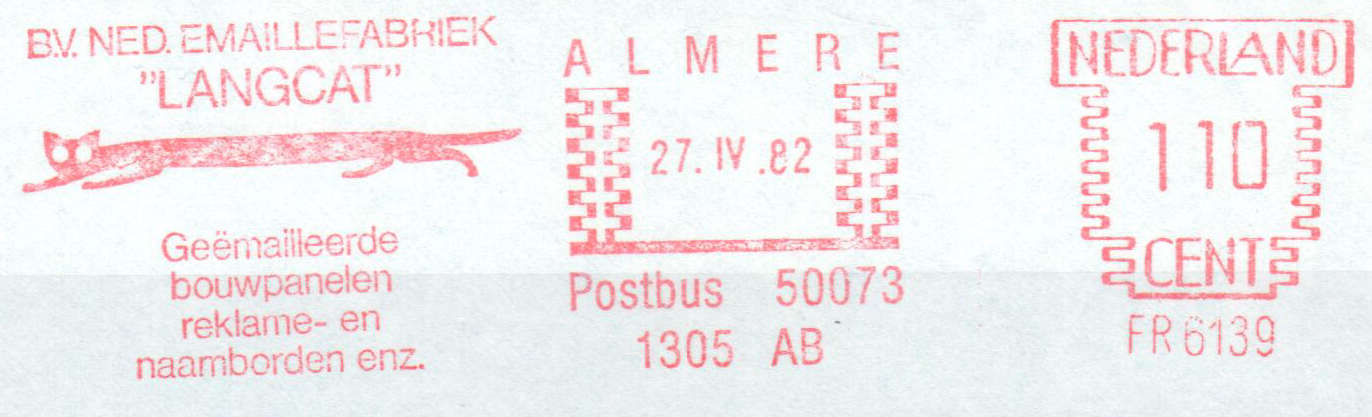 B.V. NED. EMAILLEFABRIEK
"LANGCAT"
Geëmailleerde
bouwpanelen
reklame- en
naamborden enz.
ALMERE
27. IV .82
Postbus 50073
1305 AB
NEDERLAND
110
CENT
FR 6139